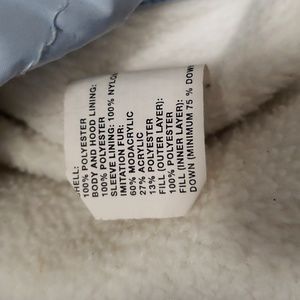 SHELL:
100% POLYESTER
BODY AND HOOD LINING:
100% POLYESTER
SLEEVE LINING: 100% NYLO
IMITATION FUR:
60% MODACRYLIC
27% ACRYLIC
13% POLYESTER
FILL (OUTER LAYER):
100% POLYESTER
FILL (INNER LAYER):
DOWN (MINIMUM 75 % DOW